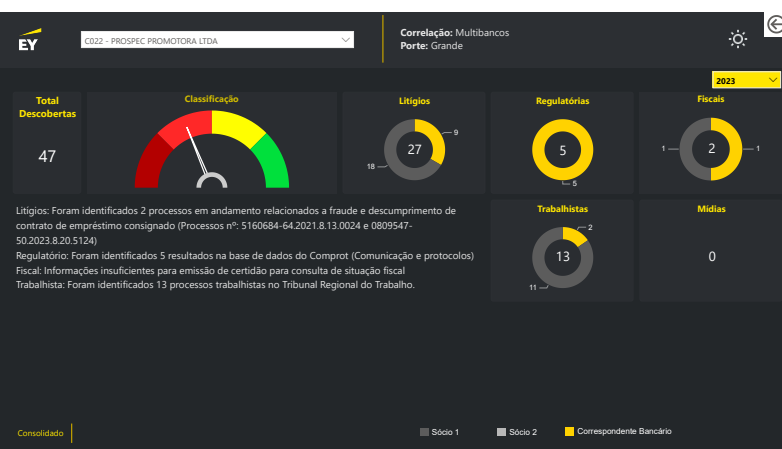 EY
C022 - PROSPEC PROMOTORA LTDA
Correlação: Multibancos
Porte: Grande
2023
Total
Descobertas
47
Classificação
Litígios
27
9
18
Regulatórias
5
5
Fiscais
2
1
1
Litigios: Foram identificados 2 processos em andamento relacionados a fraude e descumprimento de
contrato de empréstimo consignado (Processos nº: 5160684-64.2021.8.13.0024 e 0809547-
50.2023.8.20.5124)
Regulatório: Foram identificados 5 resultados na base de dados do Comprot (Comunicação e protocolos)
Fiscal: Informações insuficientes para emissão de certidão para consulta de situação fiscal
Trabalhista: Foram identificados 13 processos trabalhistas no Tribunal Regional do Trabalho.
Trabalhistas
13
2
11
Mídias
0
Consolidado
Sócio 1
Sócio 2
Correspondente Bancário